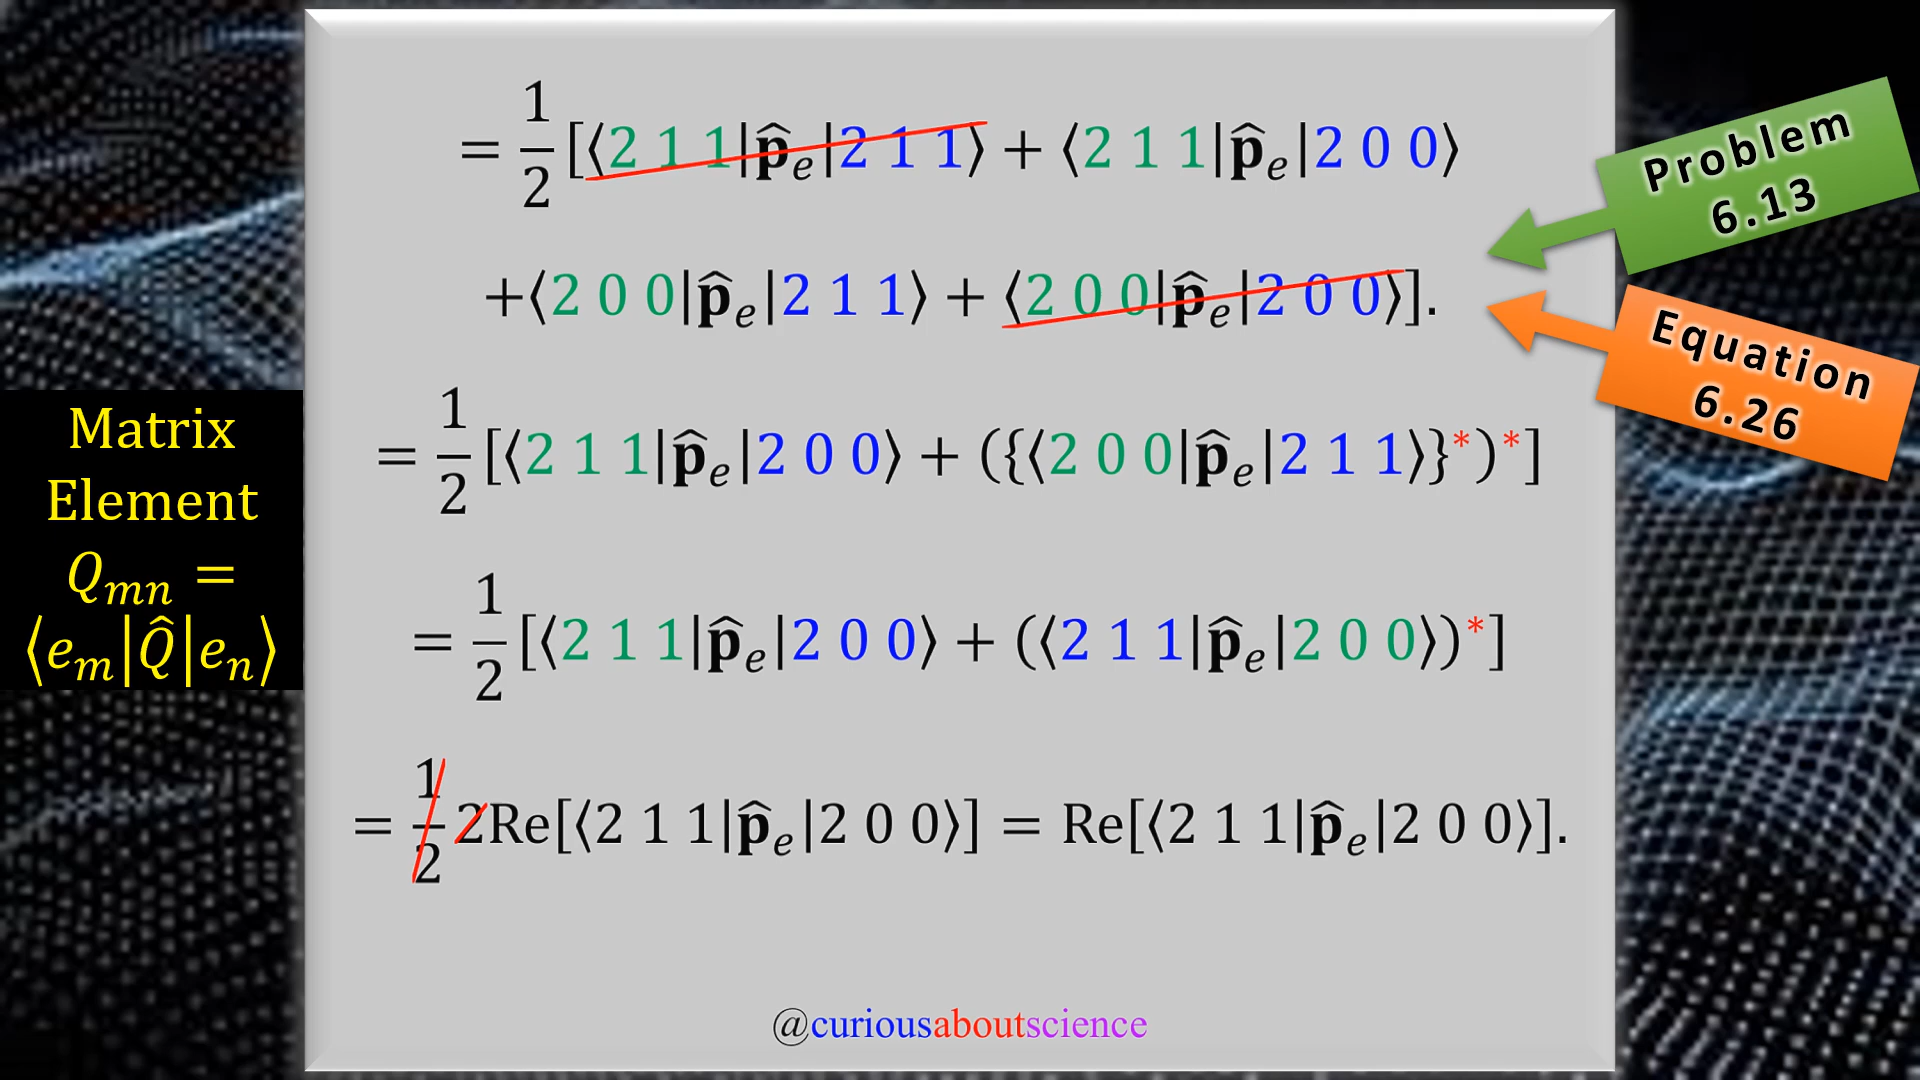 = 1/2 [⟨2 1 1|p̂ₑ|2 1 1⟩ + ⟨2 1 1|p̂ₑ|2 0 0⟩
+⟨2 0 0|p̂ₑ|2 1 1⟩ + ⟨2 0 0|p̂ₑ|2 0 0⟩].
= 1/2 [⟨2 1 1|p̂ₑ|2 0 0⟩ + ({⟨2 0 0|p̂ₑ|2 1 1⟩}*)*]
= 1/2 [⟨2 1 1|p̂ₑ|2 0 0⟩ + (⟨2 1 1|p̂ₑ|2 0 0⟩)*]
= 1/2 2Re[⟨2 1 1|p̂ₑ|2 0 0⟩] = Re[⟨2 1 1|p̂ₑ|2 0 0⟩].
Problem
6.13
Equation
6.26
Matrix
Element
Qₘₙ =
⟨eₘ|Q̂|eₙ⟩
@curiousaboutscience